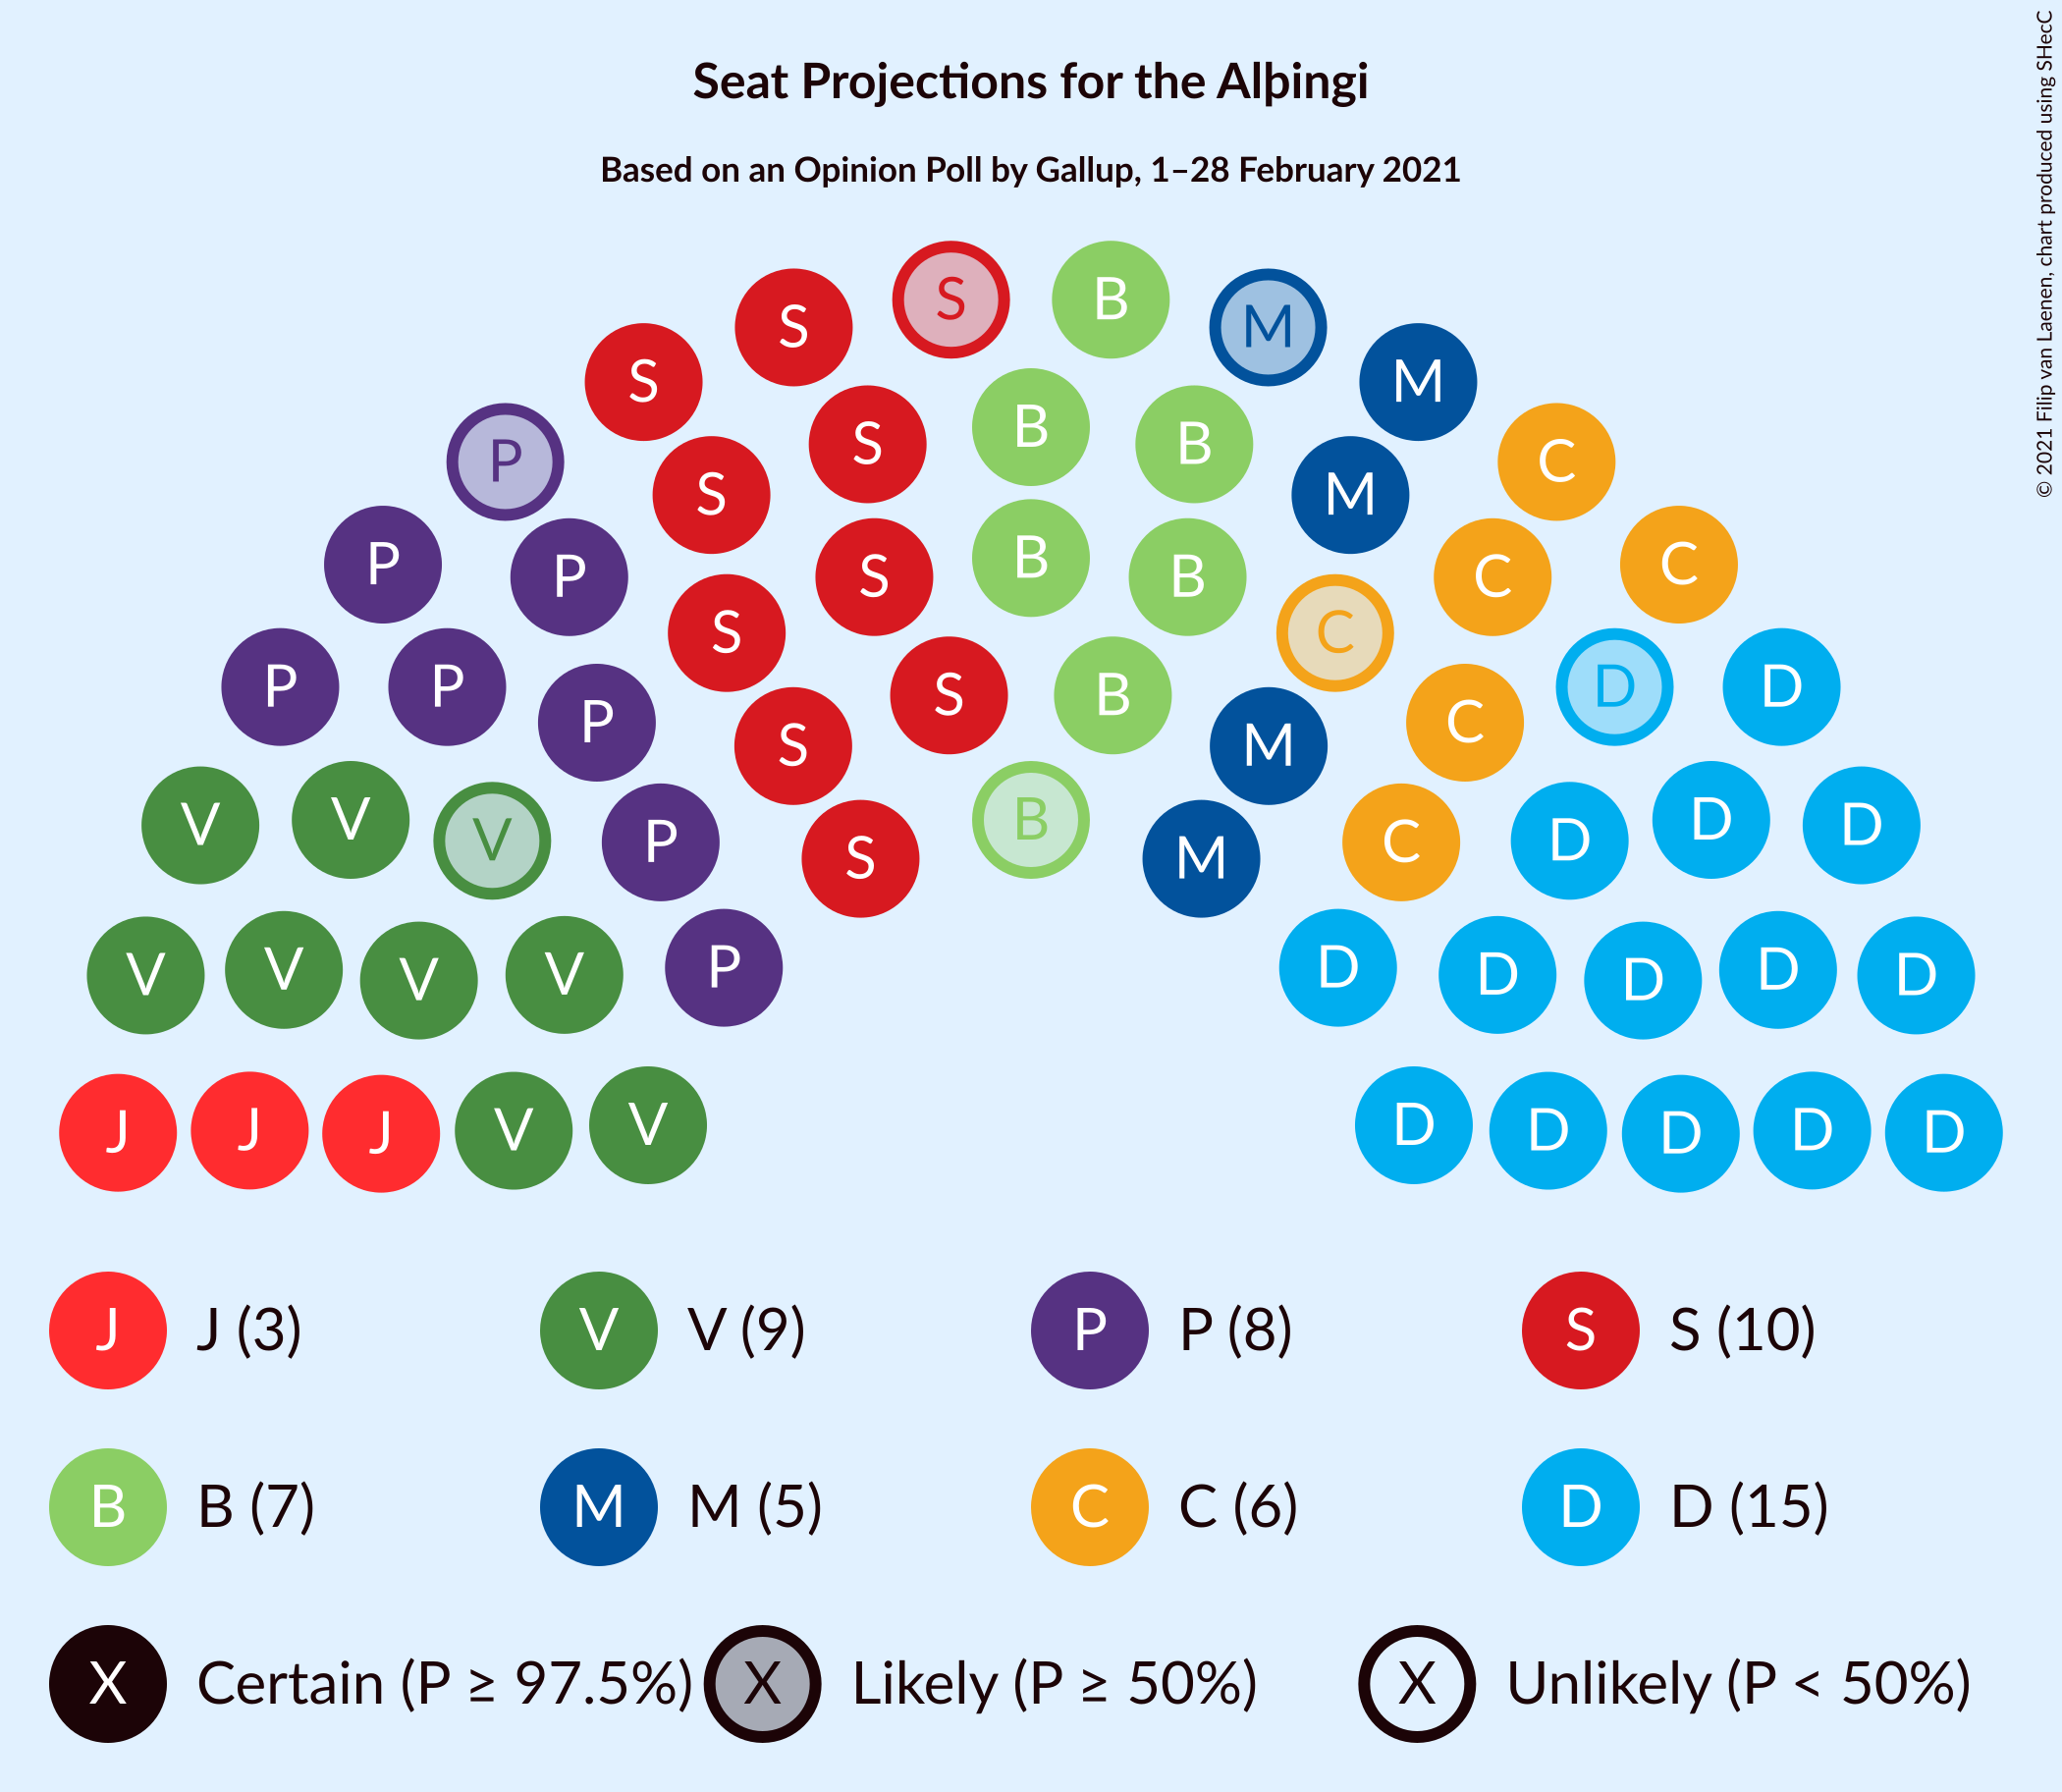 Seat Projections for the Alþingi
Based on an Opinion Poll by Gallup, 1–28 February 2021
© 2021 Filip van Laenen, chart produced using SHecC
S B
S M
S M
S B B
P C
S M
P C
B
P S B C
S C
P P D D
S B
P C
S M
V V B D D
V P C D
S M
P D
V V V V D D D D
J J J V V D D D D D
J J (3) V V (9) P P (8) S S (10)
B B (7) M M (5) C C (6) D D (15)
X Certain (P ≥ 97.5%) X Likely (P ≥ 50%) X Unlikely (P < 50%)